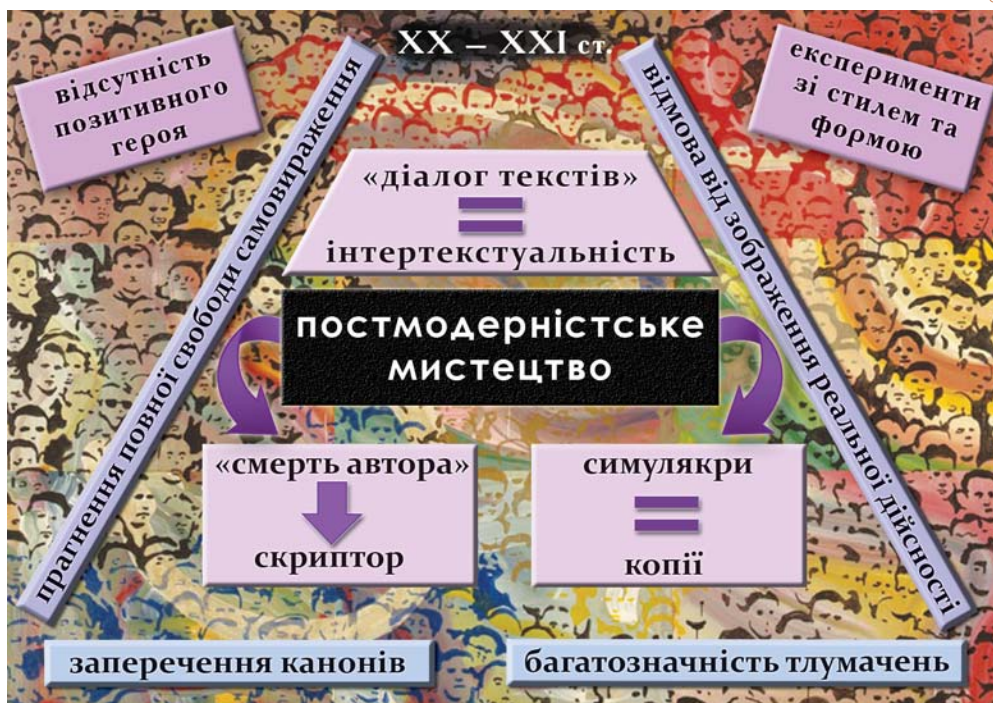 XX – XXI ст.
відсутність
позитивного
героя
експерименти
зі стилем та
формою
прагнення повної свободи самовираження
відмова від зображення реальної дійсності
«діалог текстів»
=
інтертекстуальність
постмодерністське
мистецтво
«смерть автора»
скриптор
симулякри
=
копії
заперечення канонів
багатозначність тлумачень